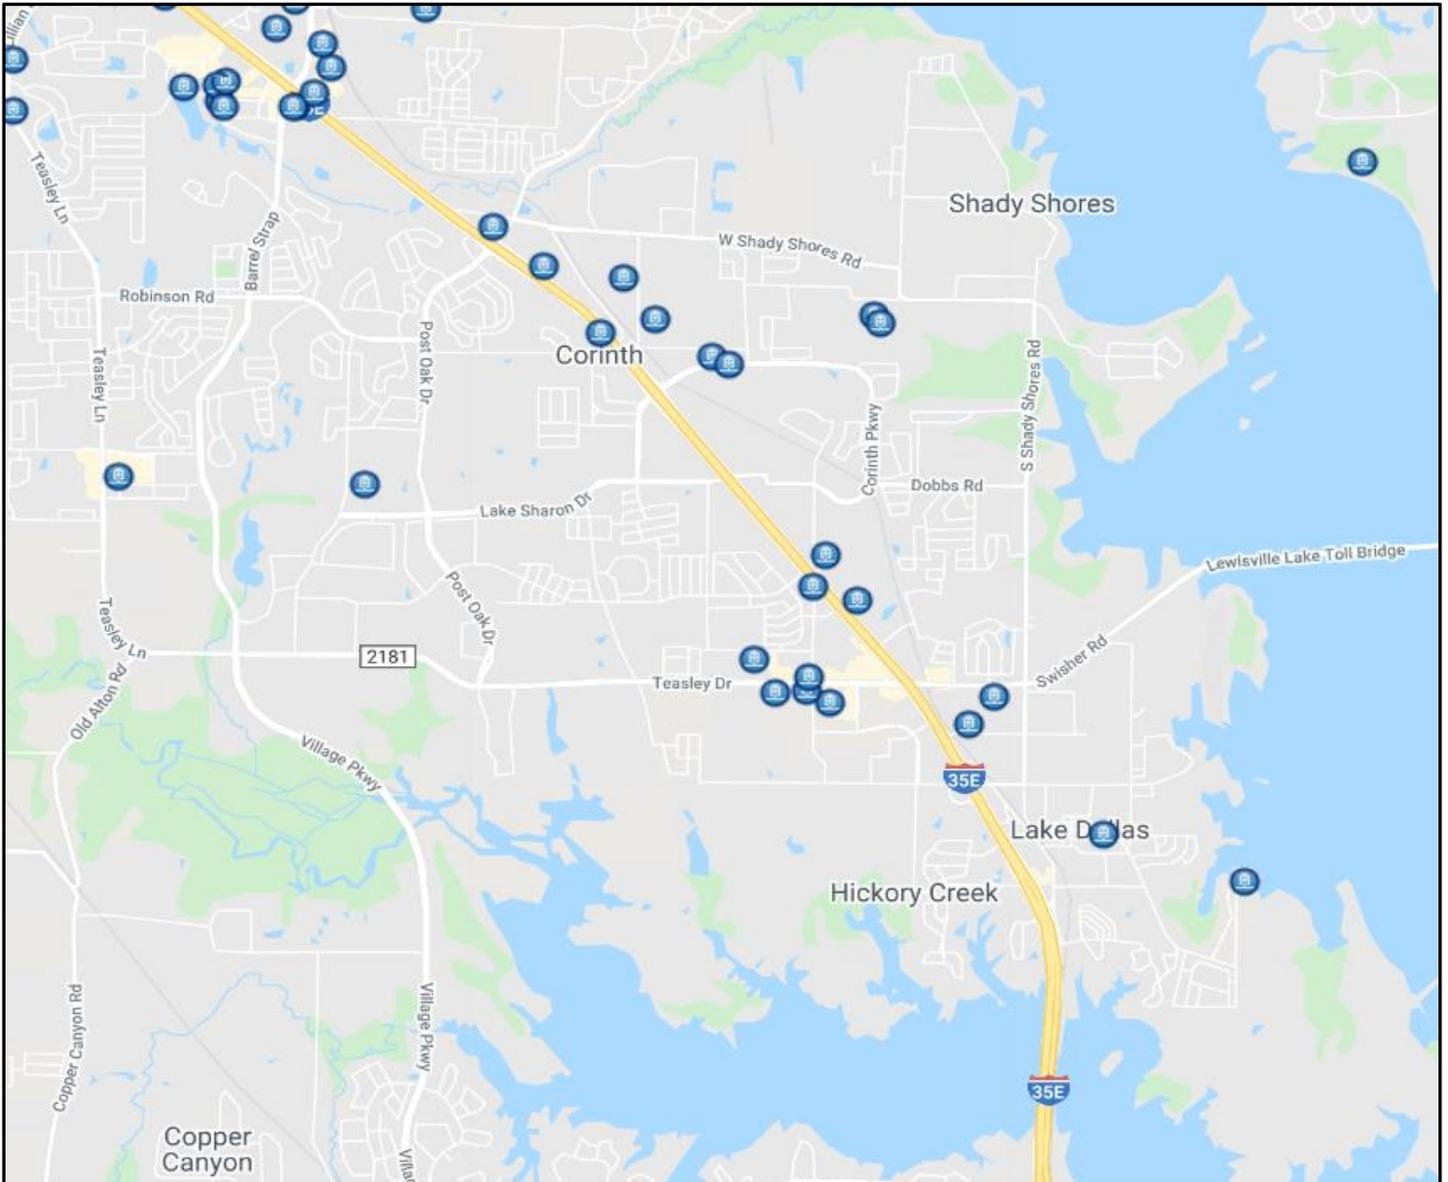 Teasley Ln
Shady Shores
W Shady Shores Rd
Barrel Strap
Robinson Rd
Corinth
Post Oak Dr
Teasley Ln
S Shady Shores Rd
Corinth Pkwy
Dobbs Rd
Lake Sharon Dr
Lewisville Lake Toll Bridge
Post Oak Dr
Teasley Ln
2181
Swisher Rd
Teasley Dr
Old Alton Rd
Village Pkwy
35E
Lake D las
Hickory Creek
Copper Canyon Rd
Village Pkwy
35E
Copper
Canyon